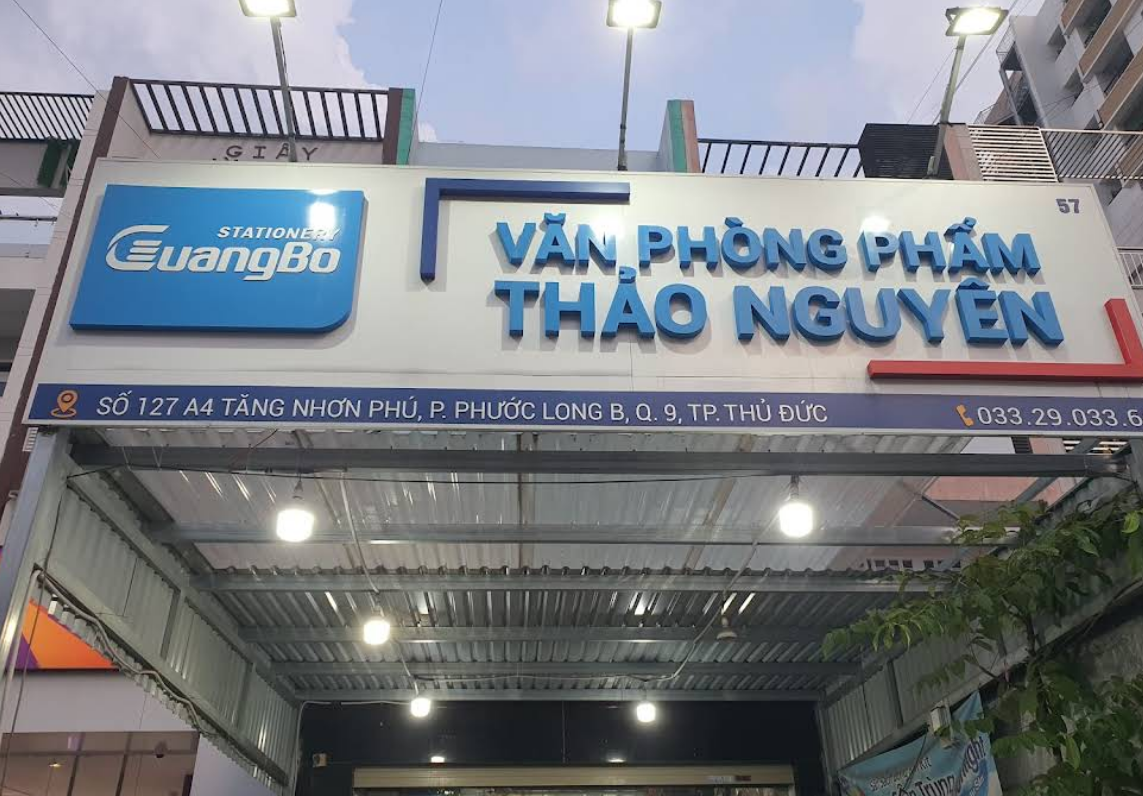 GIÀY
STATIONERY
GuangBo
57
VĂN PHÒNG PHẨM
THẢO NGUYÊN
SỐ 127 A4 TĂNG NHƠN PHÚ, P. PHƯỚC LONG B, Q. 9, TP. THỦ ĐỨC
033.29.033.6